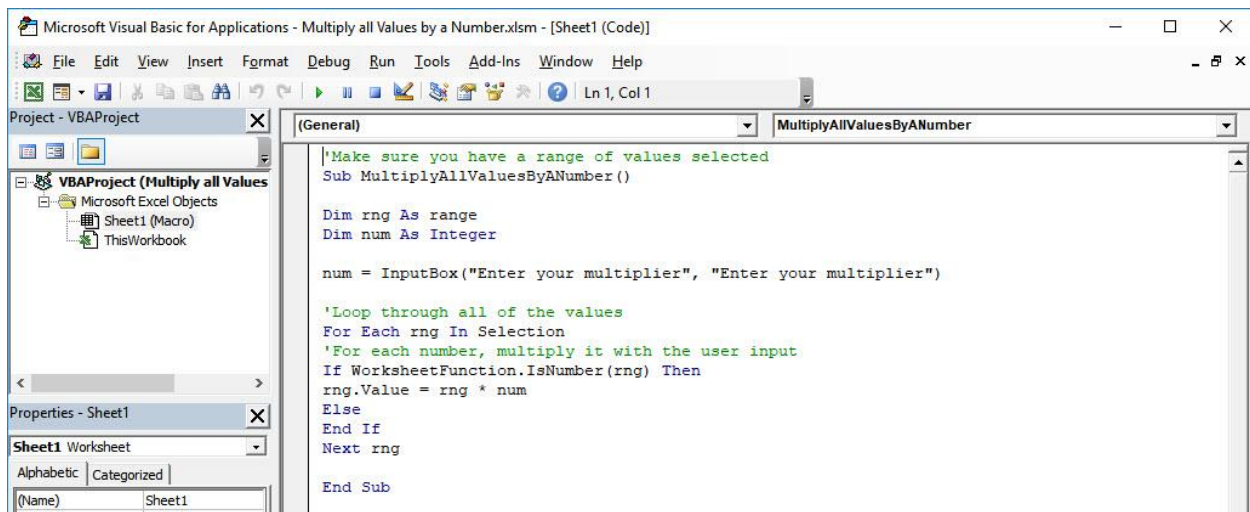 Microsoft Visual Basic for Applications - Multiply all Values by a Number.xlsm - [Sheet1 (Code)]
File Edit View Insert Format Debug Run Tools Add-Ins Window Help
Ln 1, Col 1
Project - VBAProject
VBAProject (Multiply all Values
Microsoft Excel Objects
Sheet1 (Macro)
ThisWorkbook
Properties - Sheet1
Sheet1 Worksheet
Alphabetic Categorized
(Name) Sheet1
(General) MultiplyAllValuesByANumber
'Make sure you have a range of values selected
Sub MultiplyAllValuesByANumber()
Dim rng As range
Dim num As Integer
num = InputBox("Enter your multiplier", "Enter your multiplier")
'Loop through all of the values
For Each rng In Selection
'For each number, multiply it with the user input
If WorksheetFunction.IsNumber(rng) Then
rng.Value = rng * num
Else
End If
Next rng
End Sub